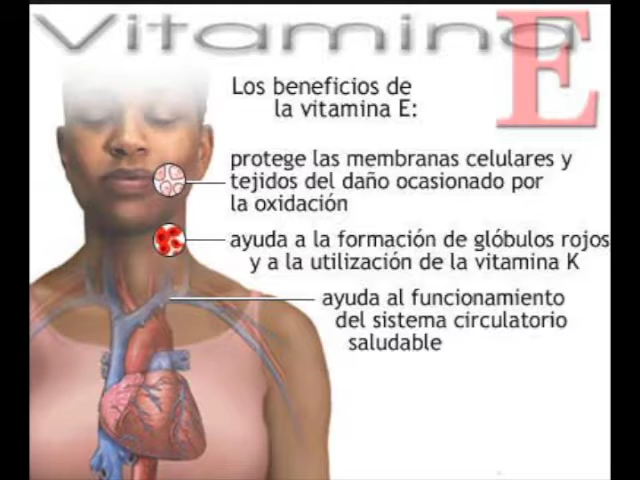 Vitamina E
Los beneficios de
la vitamina E:
protege las membranas celulares y
tejidos del daño ocasionado por
la oxidación
ayuda a la formación de glóbulos rojos
y a la utilización de la vitamina K
ayuda al funcionamiento
del sistema circulatorio
saludable